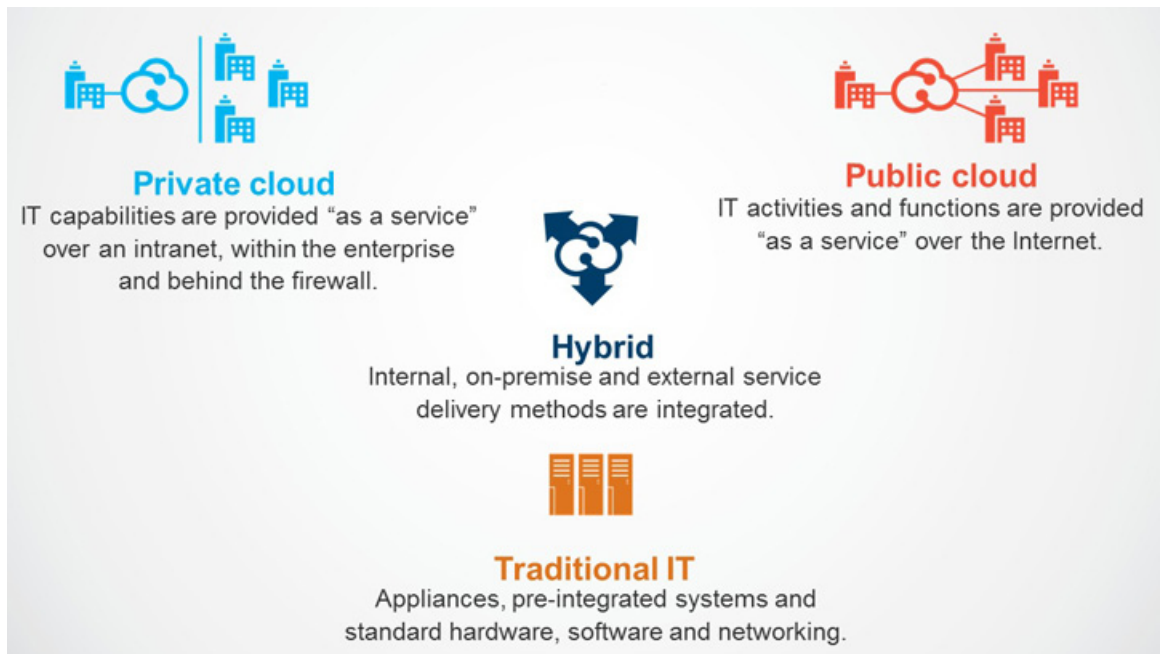 Private cloud
IT capabilities are provided “as a service”
over an intranet, within the enterprise
and behind the firewall.
Public cloud
IT activities and functions are provided
“as a service” over the Internet.
Hybrid
Internal, on-premise and external service
delivery methods are integrated.
Traditional IT
Appliances, pre-integrated systems and
standard hardware, software and networking.